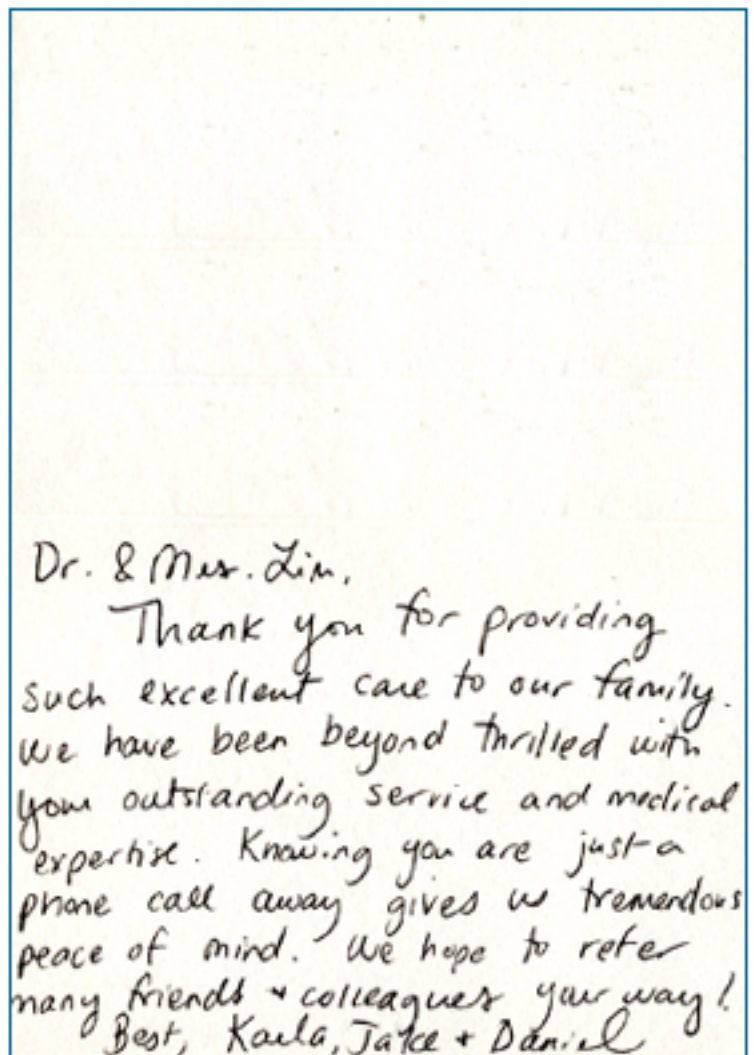 Dr. & Mrs. Lim,
Thank you for providing
such excellent care to our family.
We have been beyond thrilled with
your outstanding service and medical
expertise. Knowing you are just a
phone call away gives us tremendous
peace of mind. We hope to refer
many friends + colleagues your way!
Best, Kaela, Jake + Daniel